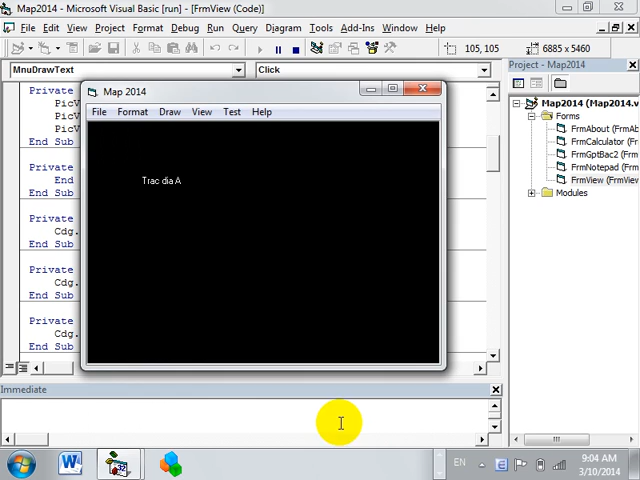 Map2014 - Microsoft Visual Basic [run] - [FrmView (Code)]
File Edit View Project Format Debug Run Query Diagram Tools Add-Ins Window Help
105, 105 6885 x 5460
MnuDrawText Click
Project - Map2014
Private
PicV
PicV
PicV
End Sub
Private
End
End Sub
Private
Cdg.
End Sub
Private
Cdg.
End Sub
Private
Cdg.
End Sub
Map 2014
File Format Draw View Test Help
Trac dia A
Map2014 (Map2014.v
Forms
FrmAbout (FrmAb
FrmCalculator (
FrmGptBac2 (Frm
FrmNotepad (Frm
FrmView (FrmView
Modules
Immediate
EN
9:04 AM
3/10/2014